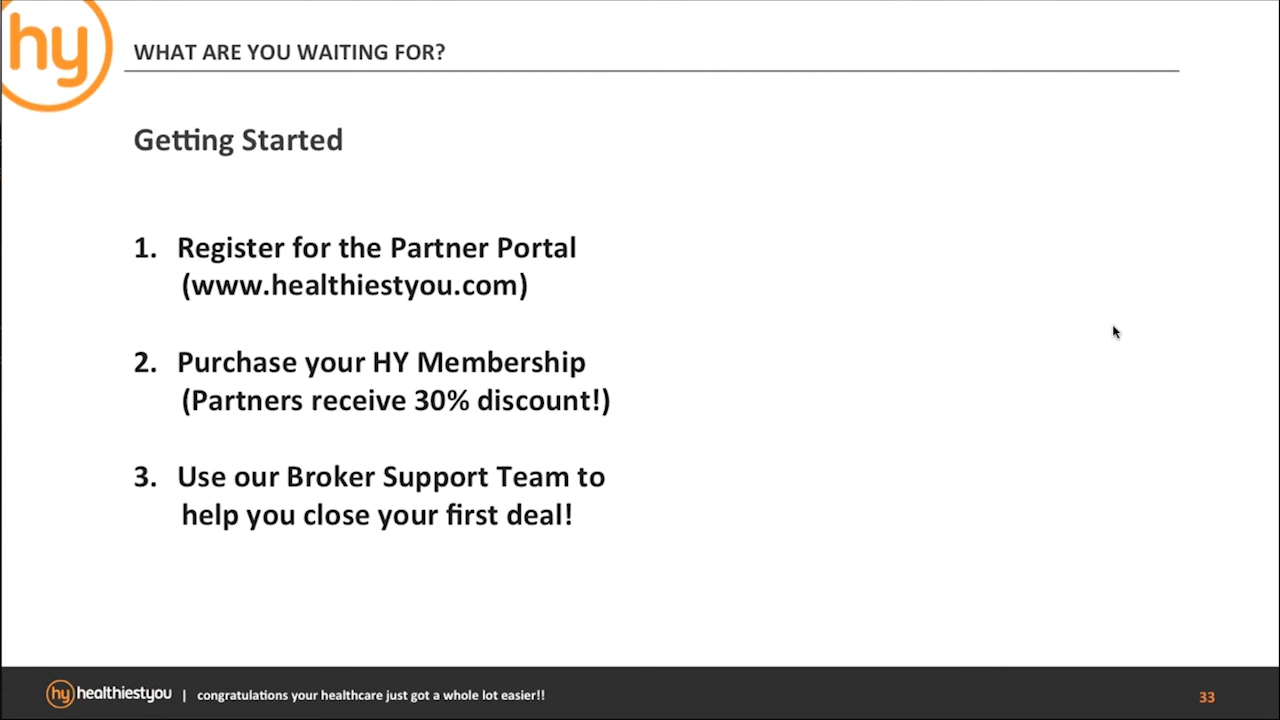 hy
WHAT ARE YOU WAITING FOR?
Getting Started
1. Register for the Partner Portal
(www.healthiestyou.com)
2. Purchase your HY Membership
(Partners receive 30% discount!)
3. Use our Broker Support Team to
help you close your first deal!
hy healthiestyou | congratulations your healthcare just got a whole lot easier!! 33